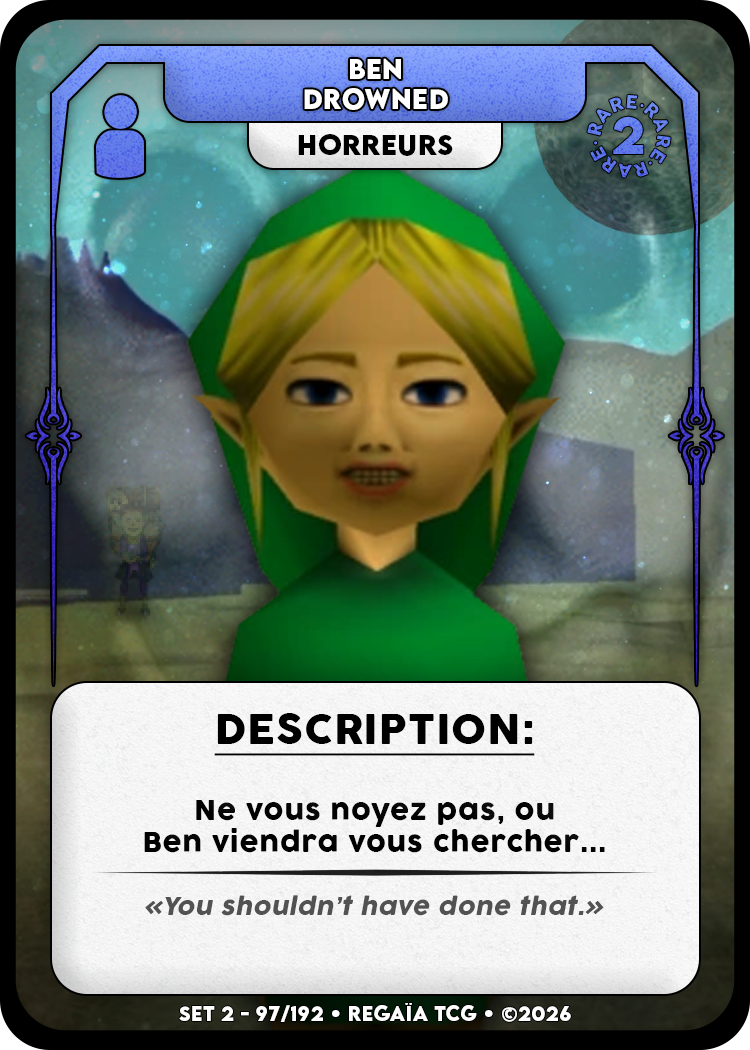 BEN
DROWNED
HORREURS
RARE•RARE•RARE•
2
DESCRIPTION:
Ne vous noyez pas, ou
Ben viendra vous chercher...
«You shouldn't have done that.»
SET 2 - 97/192 • REGAÏA TCG • ©2026